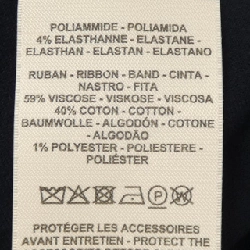 POLIAMMIDE - POLIAMIDA
4% ELASTHANNE - ELASTANE -
ELASTHAN - ELASTAN - ELASTANO
RUBAN - RIBBON - BAND - CINTA -
NASTRO - FITA
59% VISCOSE - VISKOSE - VISCOSA
40% COTON - COTTON -
BAUMWOLLE - ALGODÓN - COTONE
- ALGODÃO
1% POLYESTER - POLIESTERE -
POLIÉSTER
P W
PROTÉGER LES ACCESSOIRES
AVANT ENTRETIEN - PROTECT THE